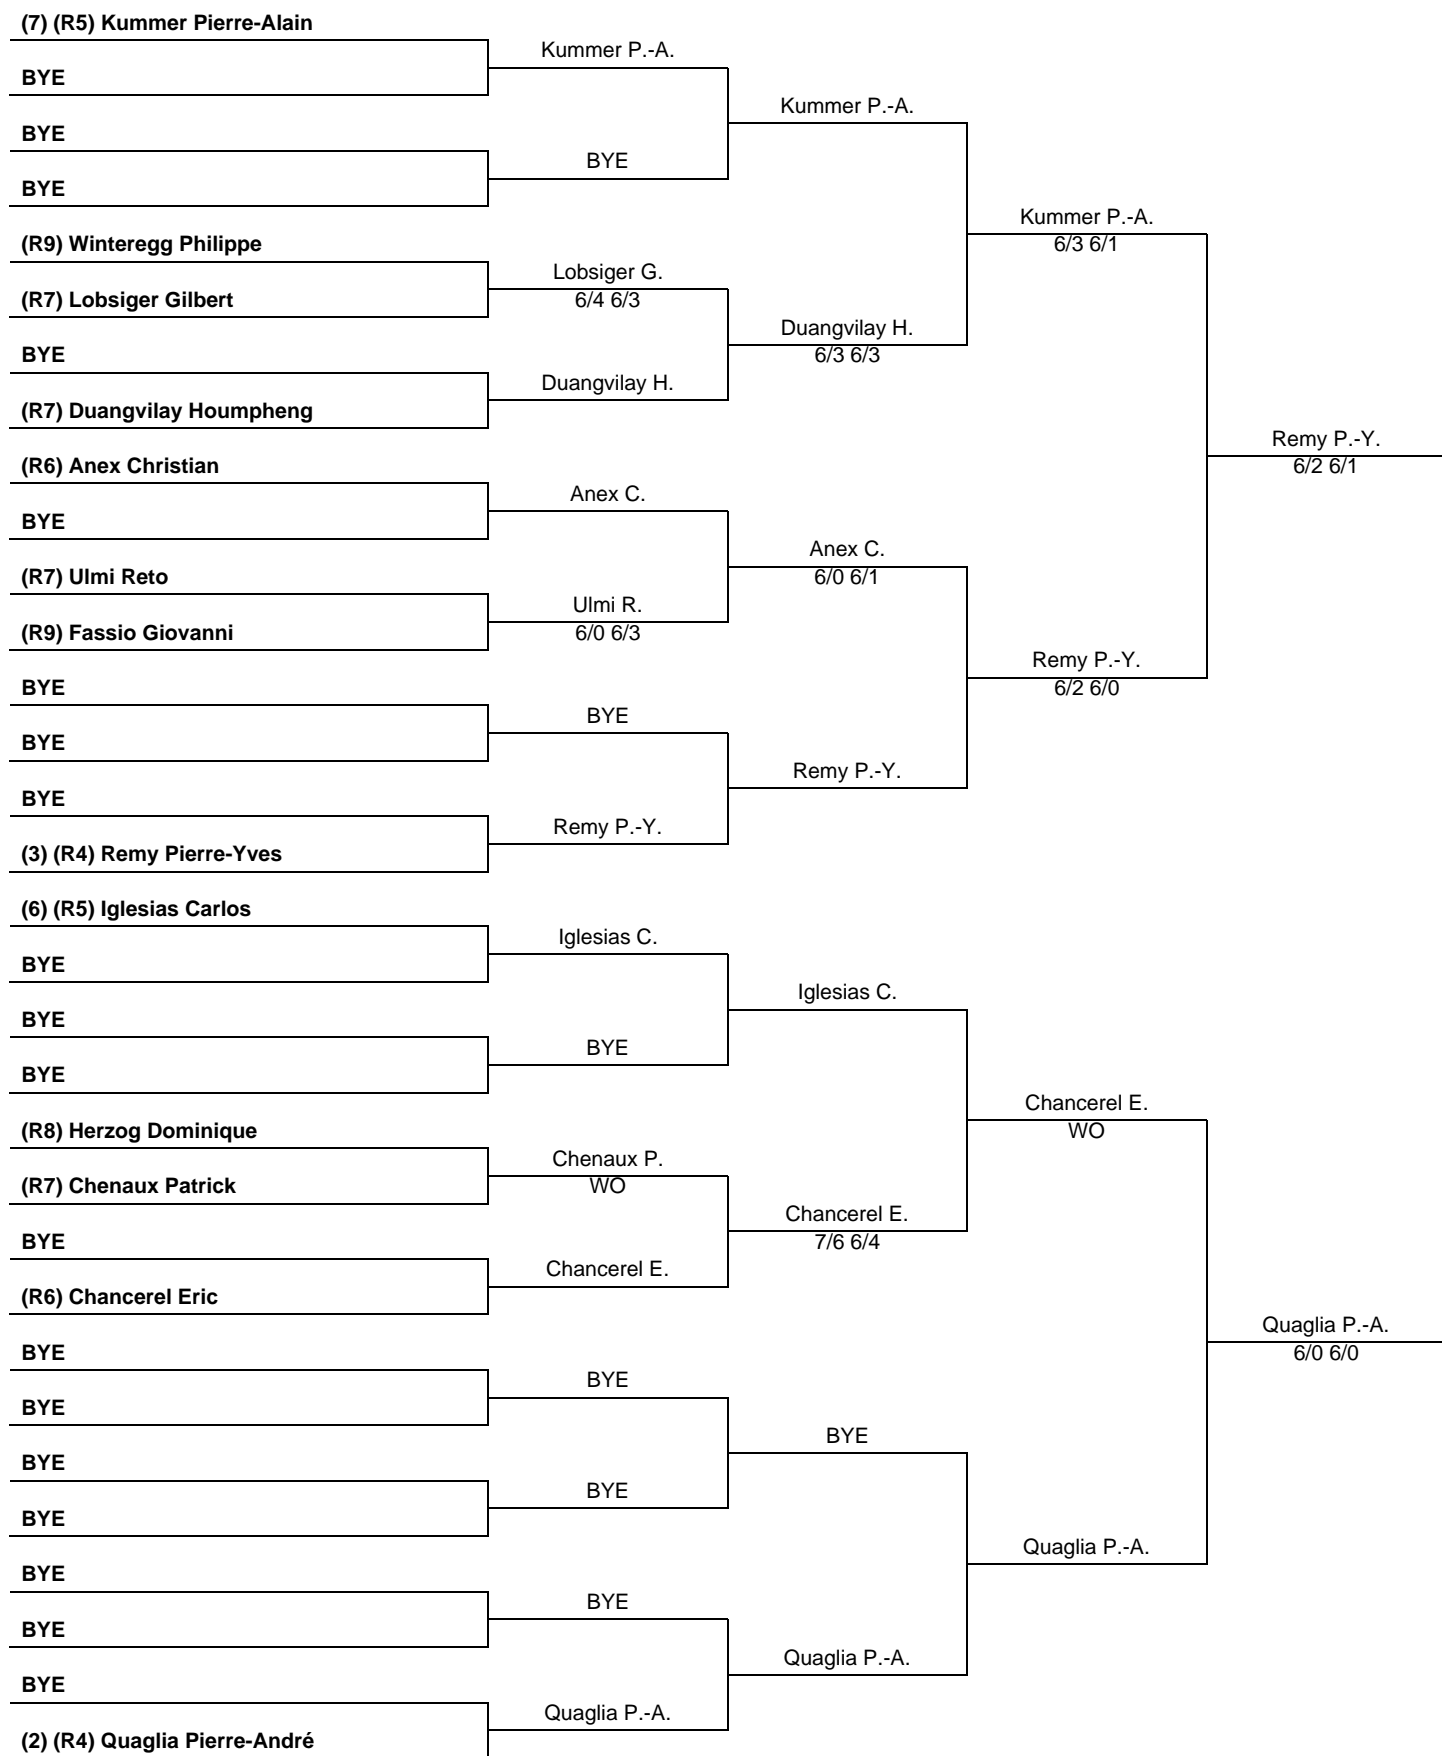 (7) (R5) Kummer Pierre-Alain
Kummer P.-A.
BYE
Kummer P.-A.
BYE
BYE
BYE
Kummer P.-A.
6/3 6/1
(R9) Winteregg Philippe
Lobsiger G.
6/4 6/3
(R7) Lobsiger Gilbert
Duangvilay H.
6/3 6/3
BYE
Duangvilay H.
(R7) Duangvilay Houmpheng
Remy P.-Y.
6/2 6/1
(R6) Anex Christian
Anex C.
BYE
Anex C.
6/0 6/1
(R7) Ulmi Reto
Ulmi R.
6/0 6/3
(R9) Fassio Giovanni
Remy P.-Y.
6/2 6/0
BYE
BYE
BYE
Remy P.-Y.
BYE
Remy P.-Y.
(3) (R4) Remy Pierre-Yves
(6) (R5) Iglesias Carlos
Iglesias C.
BYE
Iglesias C.
BYE
BYE
BYE
Chancerel E.
WO
(R8) Herzog Dominique
Chenaux P.
WO
(R7) Chenaux Patrick
Chancerel E.
7/6 6/4
BYE
Chancerel E.
(R6) Chancerel Eric
Quaglia P.-A.
6/0 6/0
BYE
BYE
BYE
BYE
BYE
BYE
BYE
Quaglia P.-A.
BYE
BYE
BYE
Quaglia P.-A.
BYE
Quaglia P.-A.
(2) (R4) Quaglia Pierre-André